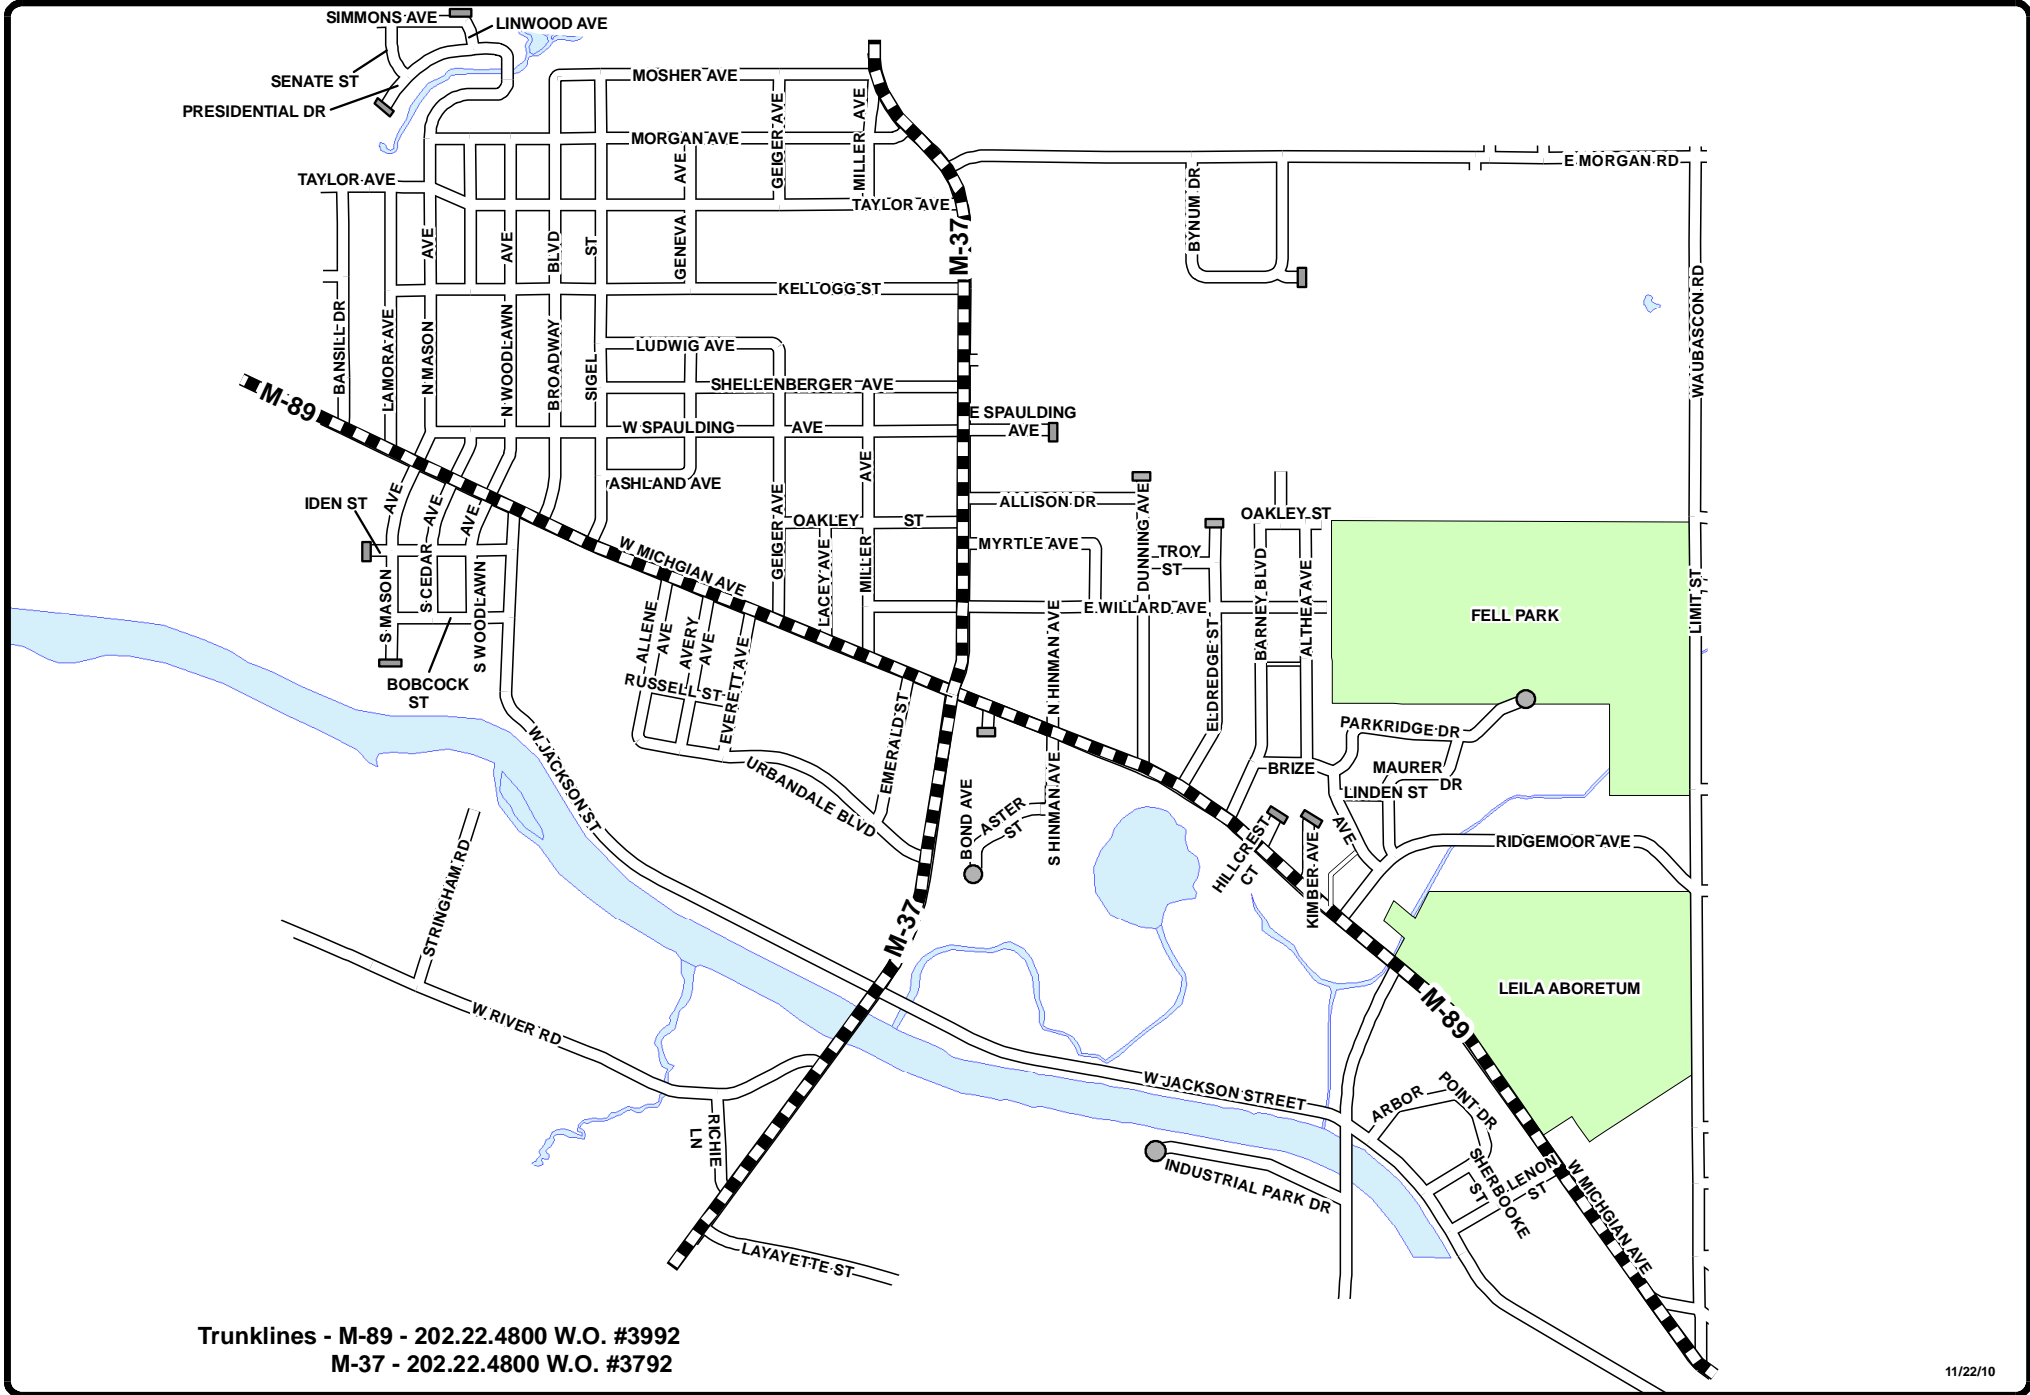 SIMMONS AVE
LINWOOD AVE
SENATE ST
PRESIDENTIAL DR
MOSHER AVE
MORGAN AVE
GEIGER AVE
MILLER AVE
E MORGAN RD
TAYLOR AVE
TAYLOR AVE
BYNUM DR
M-37
GENEVA AVE
KELLOGG ST
BANSILL DR
LAMORA AVE
N MASON AVE
N WOODLAWN AVE
BROADWAY BLVD
SIGEL ST
WAUBASCON RD
LUDWIG AVE
SHELLENBERGER AVE
M-89
W SPAULDING AVE
E SPAULDING
AVE
ASHLAND AVE
IDEN ST
S MASON AVE
S CEDAR AVE
S WOODLAWN AVE
GEIGER AVE
OAKLEY ST
LACEY AVE
MILLER AVE
ALLISON DR
MYRTLE AVE
DUNNING AVE
TROY
ST
OAKLEY ST
BARNEY BLVD
ALTHEA AVE
W MICHGIAN AVE
E WILLARD AVE
FELL PARK
LIMIT ST
ALLENE
AVE
AVERY
AVE
EVERETT AVE
RUSSELL ST
BOBCOCK
ST
N HINMAN AVE
ELDREDGE ST
EMERALD ST
W JACKSON ST
URBANDALE BLVD
PARKRIDGE DR
BRIZE AVE
MAURER
DR
LINDEN ST
BOND AVE
ASTER
ST
S HINMAN AVE
HILLCREST
CT
KIMBER AVE
RIDGEMOOR AVE
STRINGHAM RD
M-37
LEILA ABORETUM
M-89
W RIVER RD
W JACKSON STREET
ARBOR
POINT DR
RICHIE
LN
INDUSTRIAL PARK DR
SHERBOOKE
ST
LENON
ST
W MICHGIAN AVE
LAYAYETTE ST
Trunklines - M-89 - 202.22.4800 W.O. #3992
M-37 - 202.22.4800 W.O. #3792
11/22/10